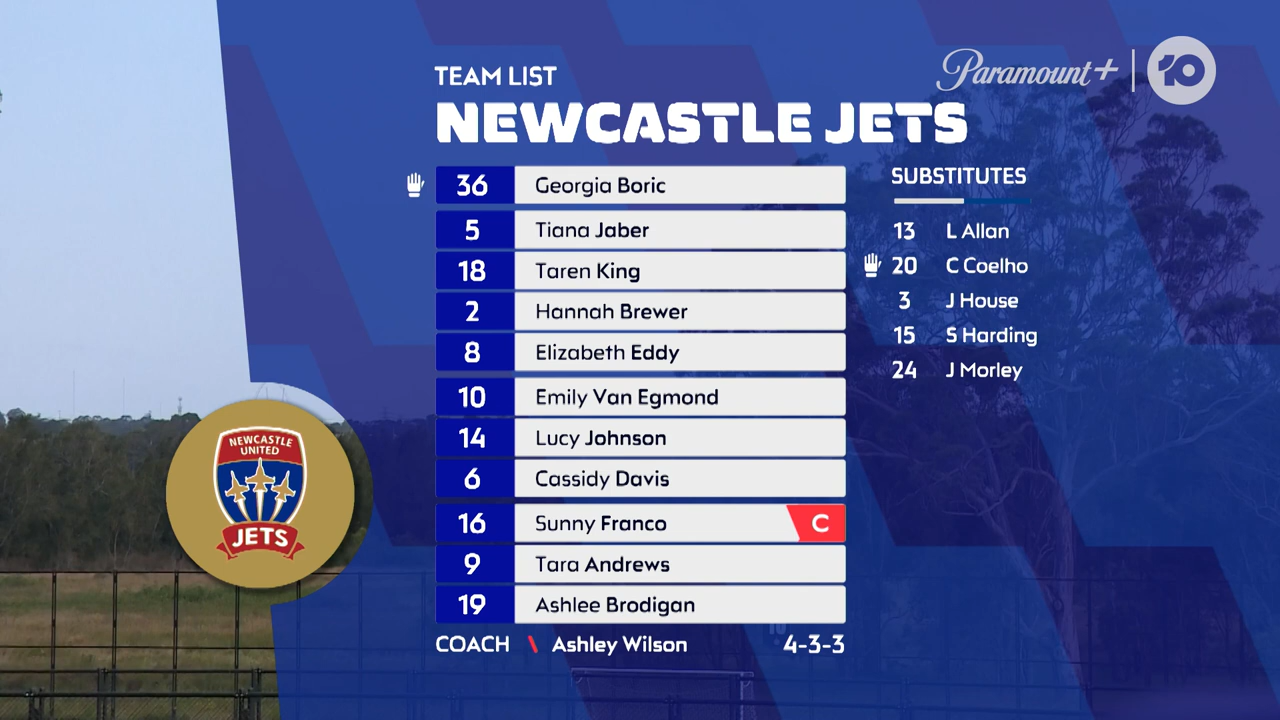 Paramount+ | 10
TEAM LIST
NEWCASTLE JETS
36 Georgia Boric
5 Tiana Jaber
18 Taren King
2 Hannah Brewer
8 Elizabeth Eddy
10 Emily Van Egmond
14 Lucy Johnson
6 Cassidy Davis
16 Sunny Franco C
9 Tara Andrews
19 Ashlee Brodigan
COACH \ Ashley Wilson 4-3-3
SUBSTITUTES
13 L Allan
20 C Coelho
3 J House
15 S Harding
24 J Morley
NEWCASTLE
UNITED
JETS